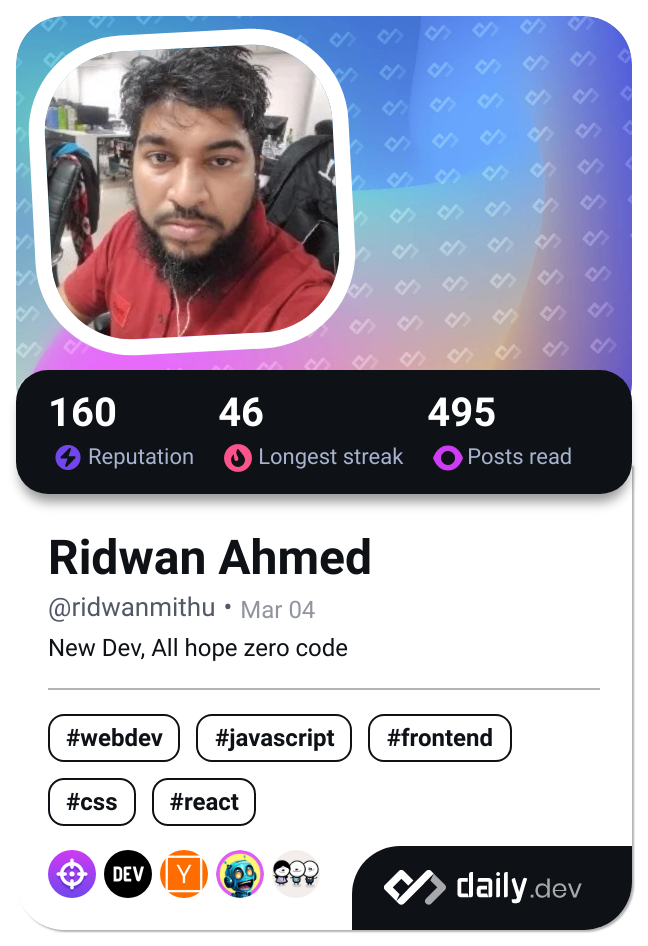 160 46 495
Reputation Longest streak Posts read
Ridwan Ahmed
@ridwanmithu • Mar 04
New Dev, All hope zero code
#webdev #javascript #frontend
#css #react
DEV Y daily.dev